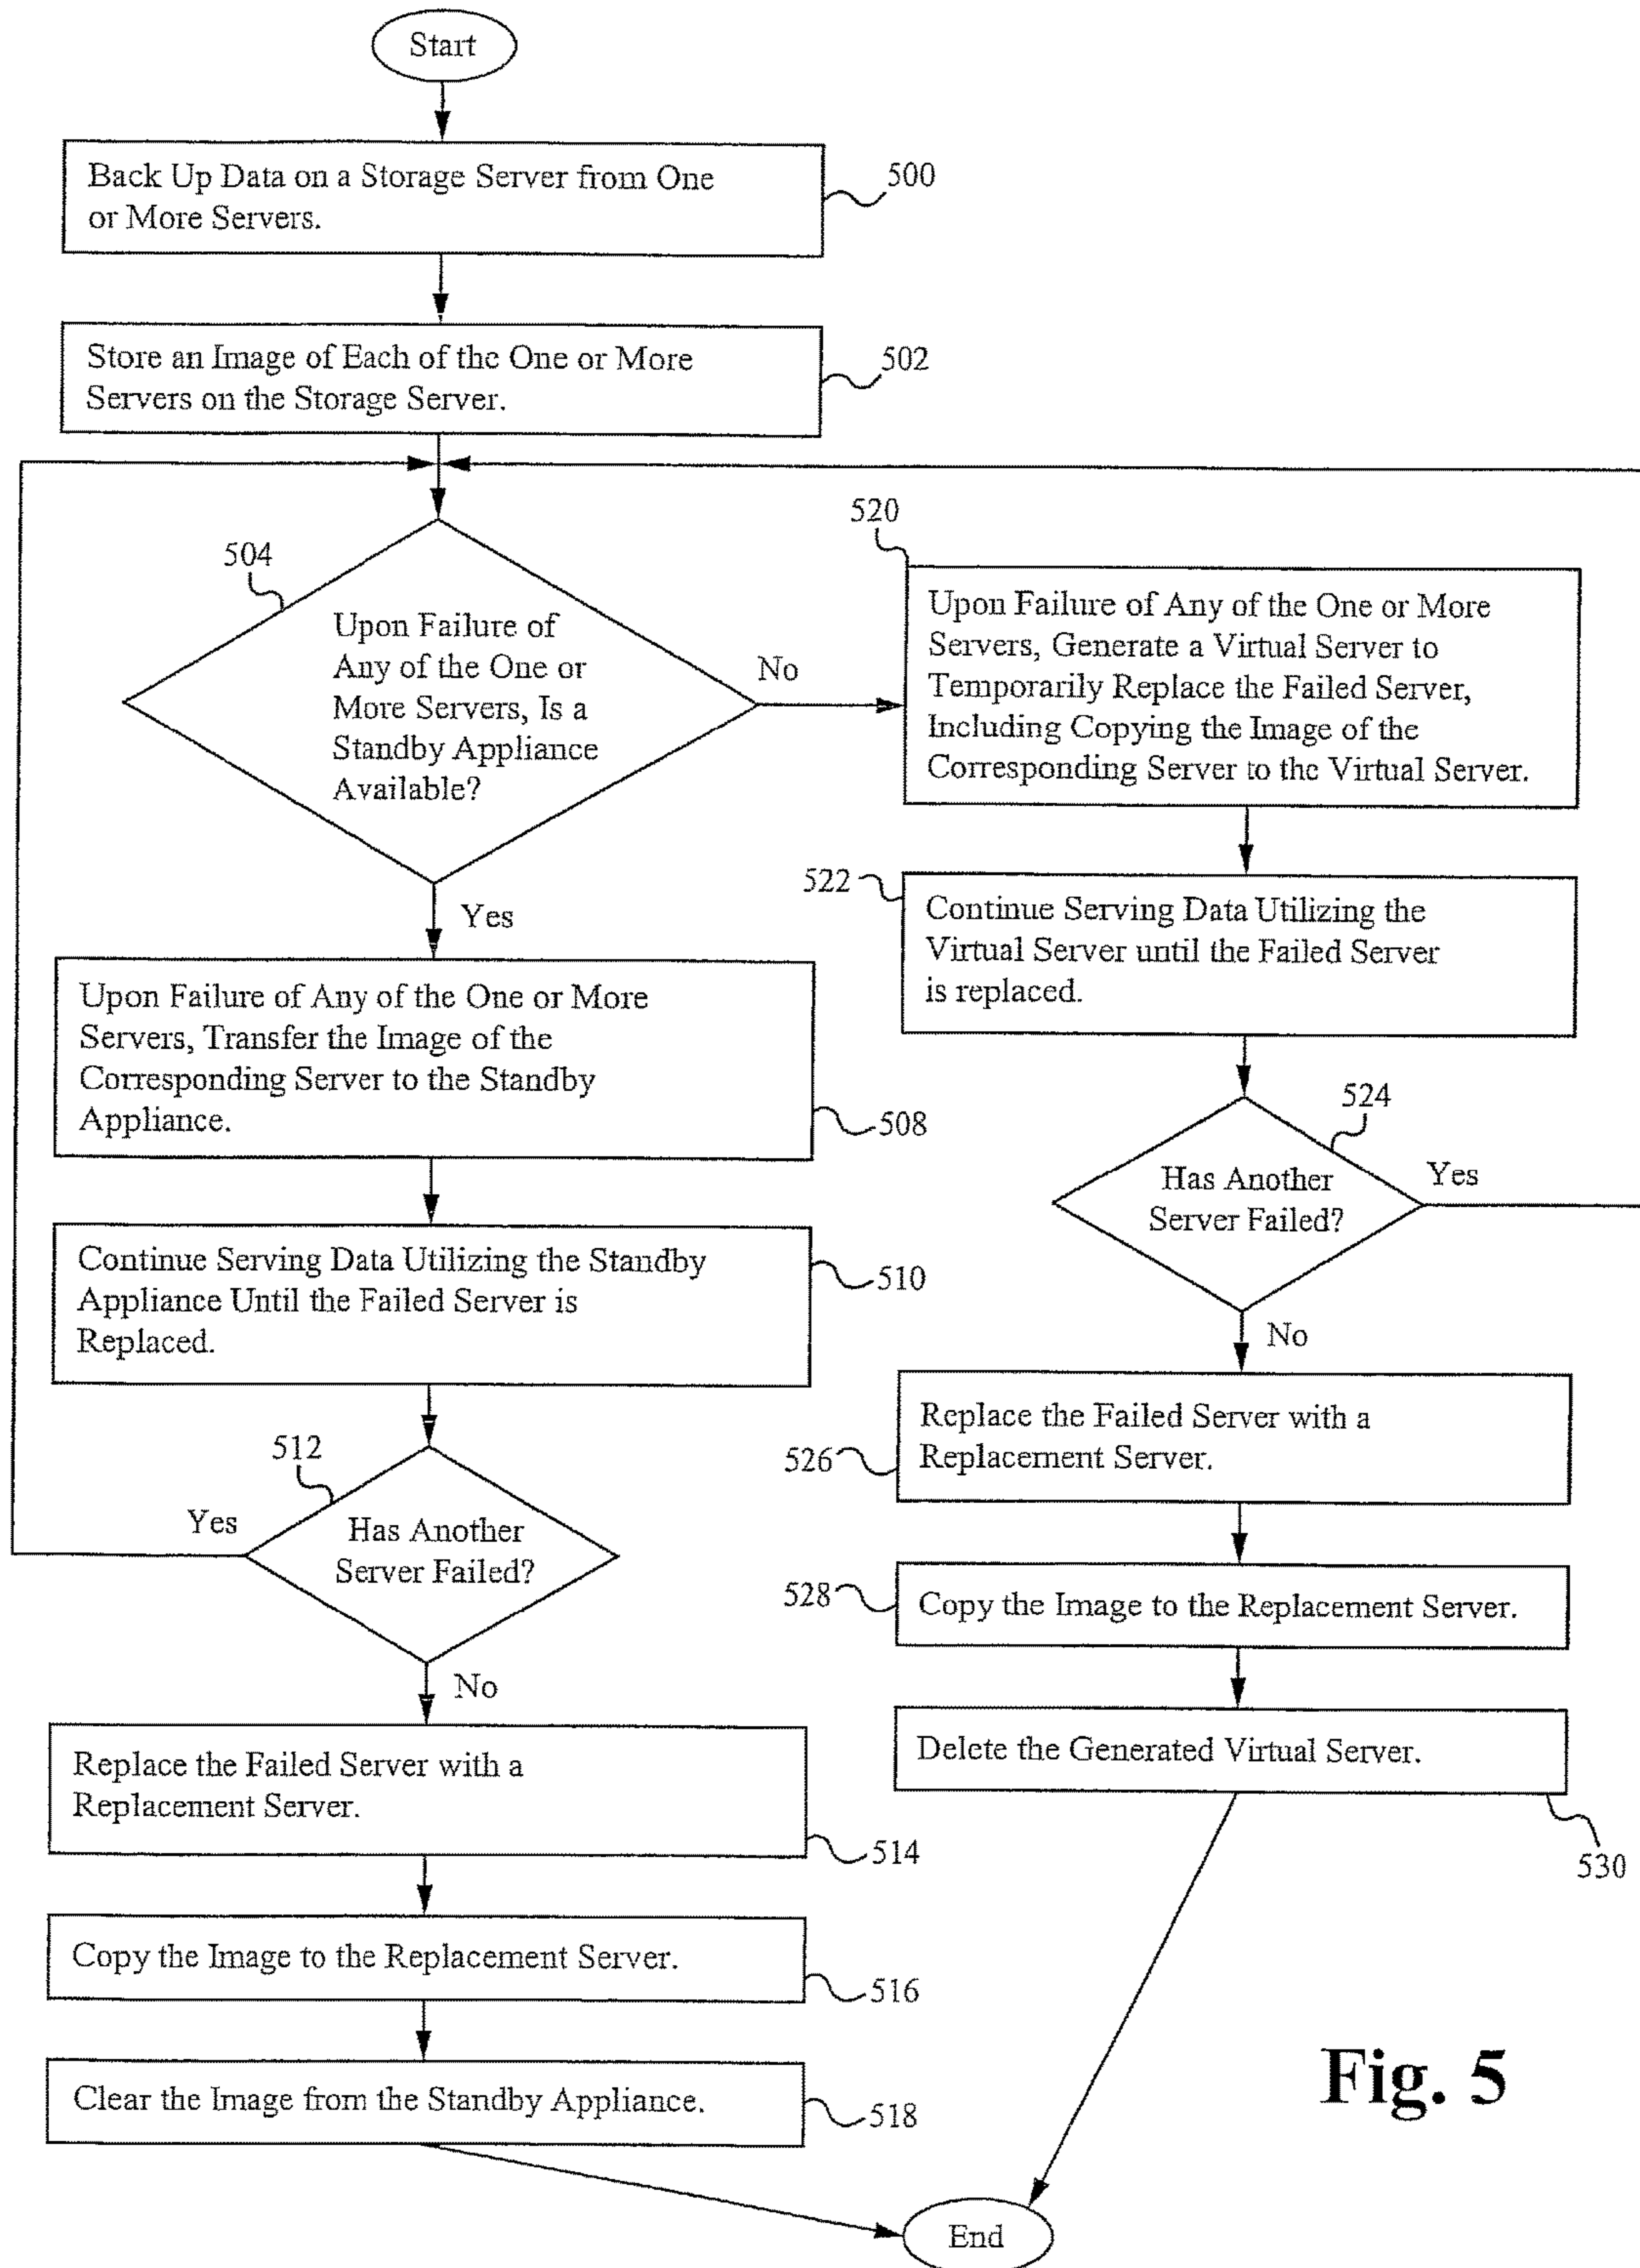 Start
Back Up Data on a Storage Server from One
or More Servers.
500
Store an Image of Each of the One or More
Servers on the Storage Server.
502
504
Upon Failure of
Any of the One or
More Servers, Is a
Standby Appliance
Available?
No
Yes
520
Upon Failure of Any of the One or More
Servers, Generate a Virtual Server to
Temporarily Replace the Failed Server,
Including Copying the Image of the
Corresponding Server to the Virtual Server.
522
Continue Serving Data Utilizing the
Virtual Server until the Failed Server
is replaced.
524
Has Another
Server Failed?
Yes
No
526
Replace the Failed Server with a
Replacement Server.
528
Copy the Image to the Replacement Server.
Delete the Generated Virtual Server.
530
Upon Failure of Any of the One or More
Servers, Transfer the Image of the
Corresponding Server to the Standby
Appliance.
508
Continue Serving Data Utilizing the Standby
Appliance Until the Failed Server is
Replaced.
510
512
Yes
Has Another
Server Failed?
No
Replace the Failed Server with a
Replacement Server.
514
Copy the Image to the Replacement Server.
516
Clear the Image from the Standby Appliance.
518
End
Fig. 5